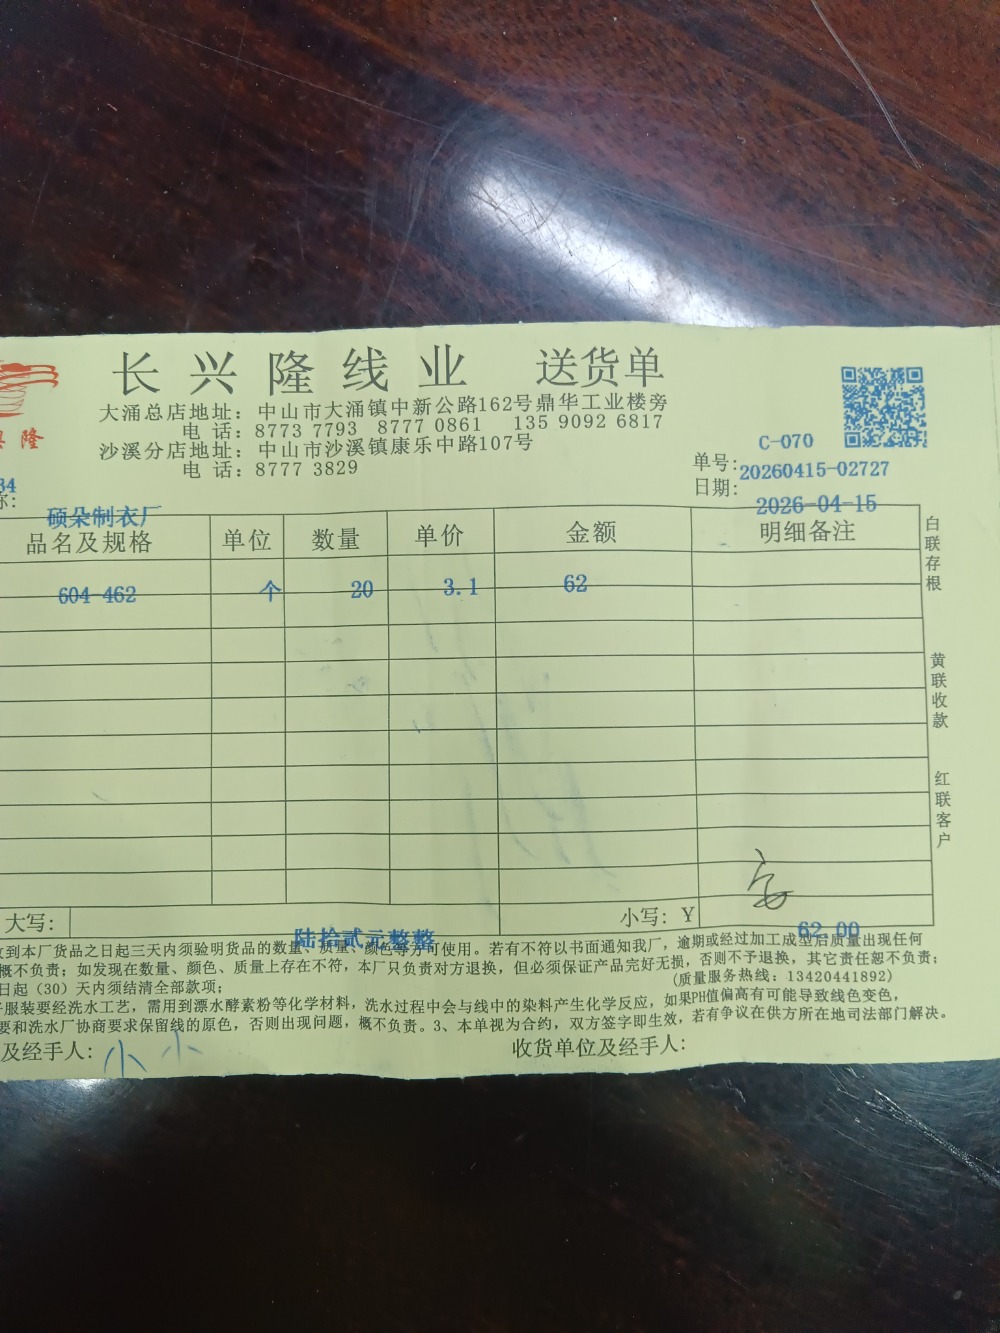 长兴隆线业 送货单
隆
大涌总店地址：中山市大涌镇中新公路162号鼎华工业楼旁
电 话：8773 7793 8777 0861 135 9092 6817
沙溪分店地址：中山市沙溪镇康乐中路107号
电 话：8777 3829
C-070
单号：20260415-02727
日期：2026-04-15
34
称：硕朵制衣厂
品名及规格 单位 数量 单价 金额 明细备注
604-462 个 20 3.1 62
白联存根
黄联收款
红联客户
大写：陆拾贰元整整 小写：Y 62.00
到本厂货品之日起三天内须验明货品的数量、质量、颜色等方可使用。若有不符以书面通知我厂，逾期或经过加工成型后质量出现任何
概不负责；如发现在数量、颜色、质量上存在不符，本厂只负责对方退换，但必须保证产品完好无损，否则不予退换，其它责任恕不负责；
日起（30）天内须结清全部款项； （质量服务热线：13420441892）
服装要经洗水工艺，需用到漂水酵素粉等化学材料，洗水过程中会与线中的染料产生化学反应，如果PH值偏高有可能导致线色变色，
要和洗水厂协商要求保留线的原色，否则出现问题，概不负责。3、本单视为合约，双方签字即生效，若有争议在供方所在地司法部门解决。
及经手人：小小 收货单位及经手人：